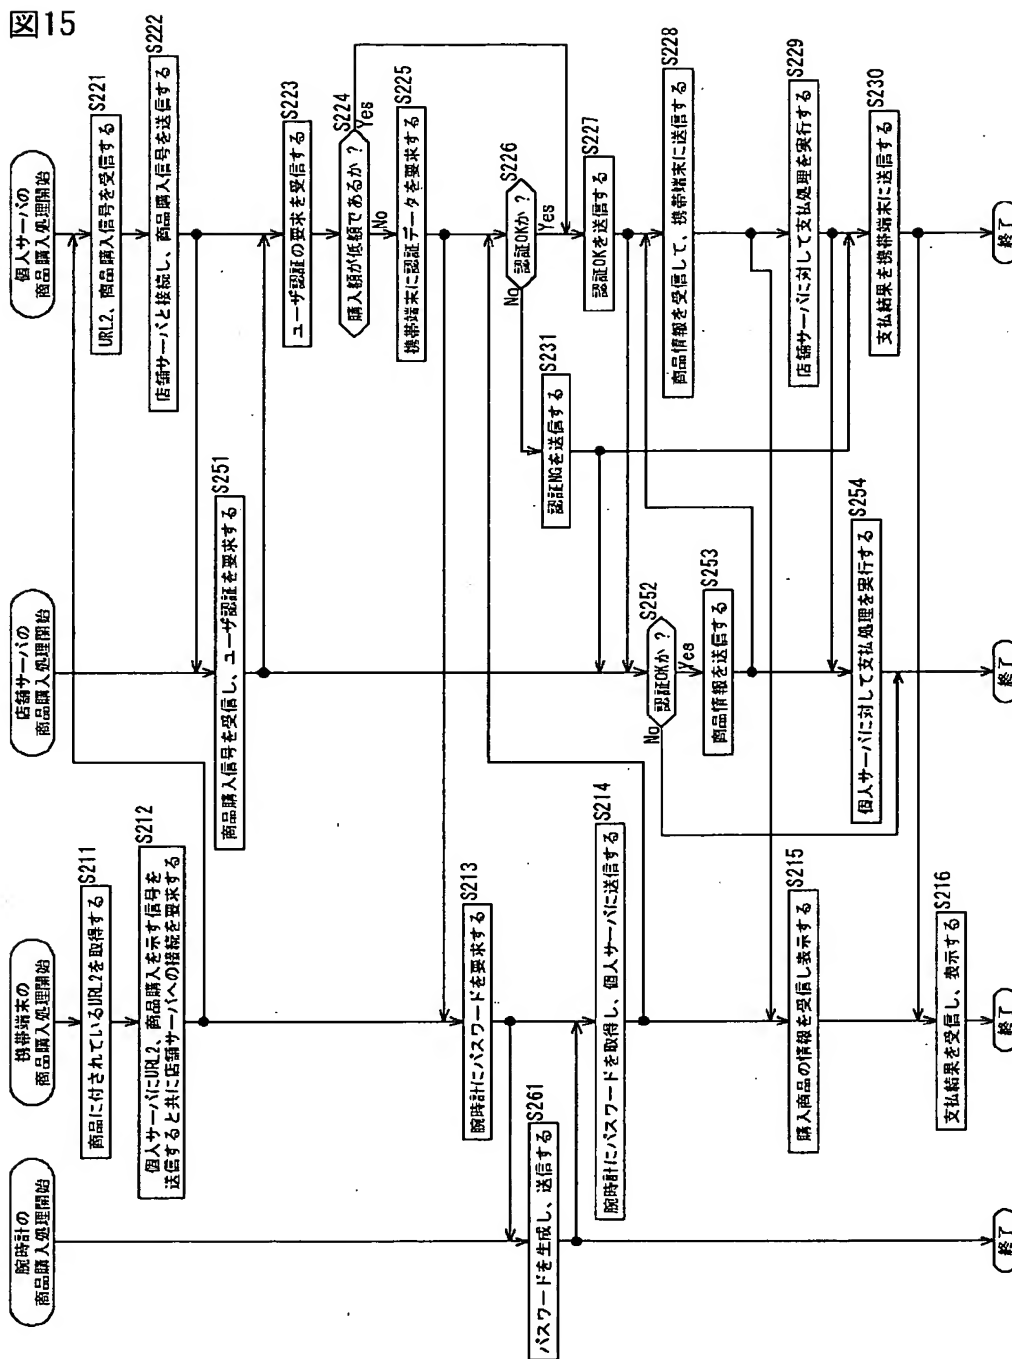 図15
腕時計の
商品購入処理開始
パスワードを生成し、送信する
S261
終了
携帯端末の
商品購入処理開始
商品に付されているURL2を取得する
S211
個人サーバにURL2、商品購入を示す信号を
送信すると共に店舗サーバへの接続を要求する
S212
腕時計にパスワードを要求する
S213
腕時計にパスワードを取得し、個人サーバに送信する
S214
購入商品の情報を受信し表示する
S215
支払結果を受信し、表示する
S216
終了
店舗サーバの
商品購入処理開始
商品購入信号を受信し、ユーザ認証を要求する
S251
認証OKか?
S252
No
Yes
商品情報を送信する
S253
個人サーバに対して支払処理を実行する
S254
終了
個人サーバの
商品購入処理開始
URL2、商品購入信号を受信する
S221
店舗サーバと接続し、商品購入信号を送信する
S222
ユーザ認証の要求を受信する
S223
購入額が低額であるか?
S224
Yes
No
携帯端末に認証データを要求する
S225
認証OKか?
S226
No
Yes
認証NGを送信する
S231
認証OKを送信する
S227
商品情報を受信して、携帯端末に送信する
S228
店舗サーバに対して支払処理を実行する
S229
支払結果を携帯端末に送信する
S230
終了